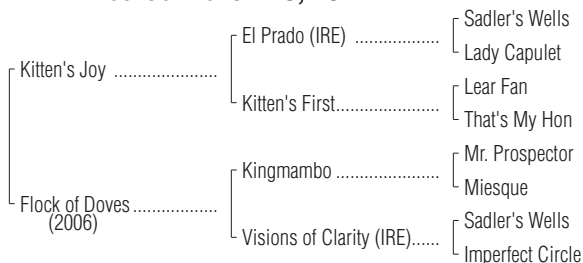 Sadler's Wells
El Prado (IRE) ...................
Lady Capulet
Kitten's Joy .......................
Lear Fan
Kitten's First.......................
That's My Hon
Mr. Prospector
Kingmambo .......................
Miesque
Flock of Doves ...................
(2006)
Sadler's Wells
Visions of Clarity (IRE)......
Imperfect Circle